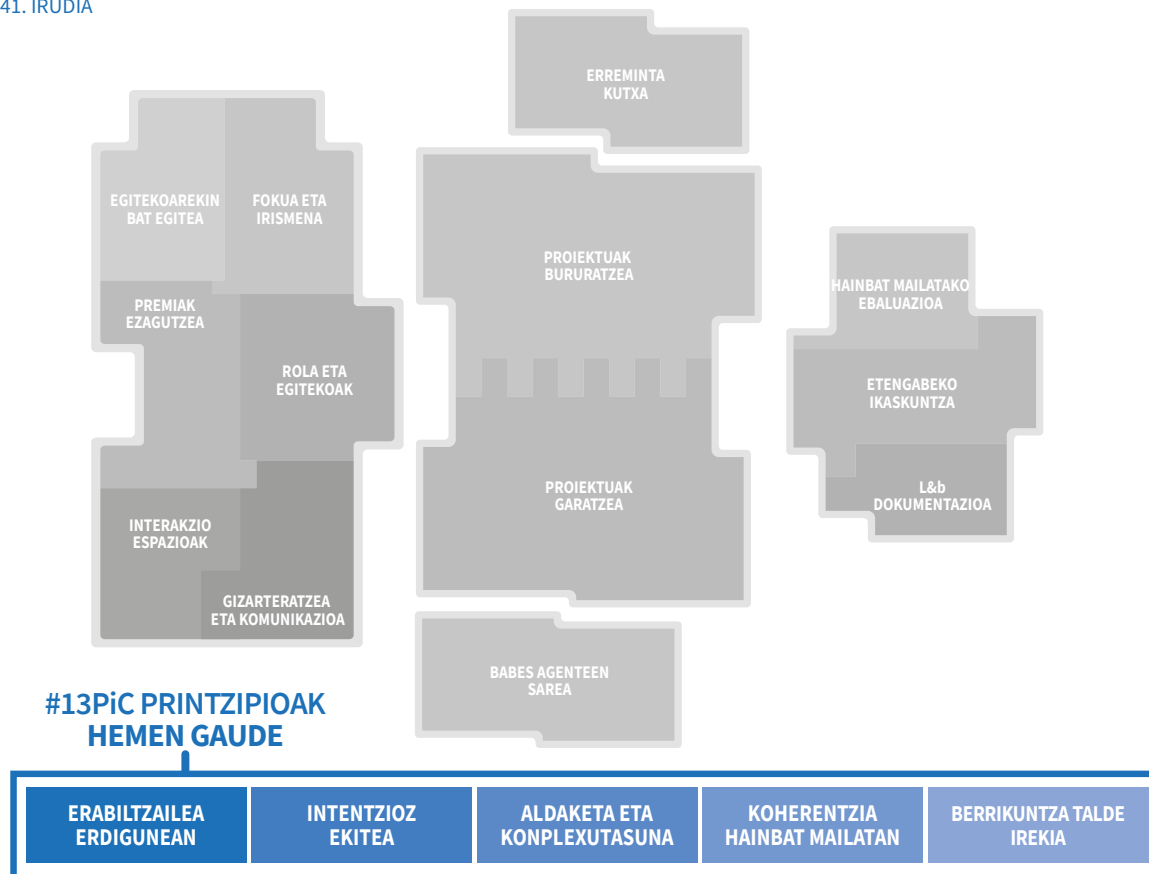 41. IRUDIA
ERREMINTA
KUTXA
EGITEKOAREKIN
BAT EGITEA
FOKUA ETA
IRISMENA
PREMIAK
EZAGUTZEA
ROLA ETA
EGITEKOAK
INTERAKZIO
ESPAZIOAK
GIZARTERATZEA
ETA KOMUNIKAZIOA
PROIEKTUAK
BURURATZEA
PROIEKTUAK
GARATZEA
BABES AGENTEEN
SAREA
HAINBAT MAILATAKO
EBALUAZIOA
ETENGABEKO
IKASKUNTZA
L&b
DOKUMENTAZIOA
#13PiC PRINTZIPIOAK
HEMEN GAUDE
ERABILTZAILEA
ERDIGUNEAN
INTENTZIOZ
EKITEA
ALDAKETA ETA
KONPLEXUTASUNA
KOHERENTZIA
HAINBAT MAILATAN
BERRIKUNTZA TALDE
IREKIA